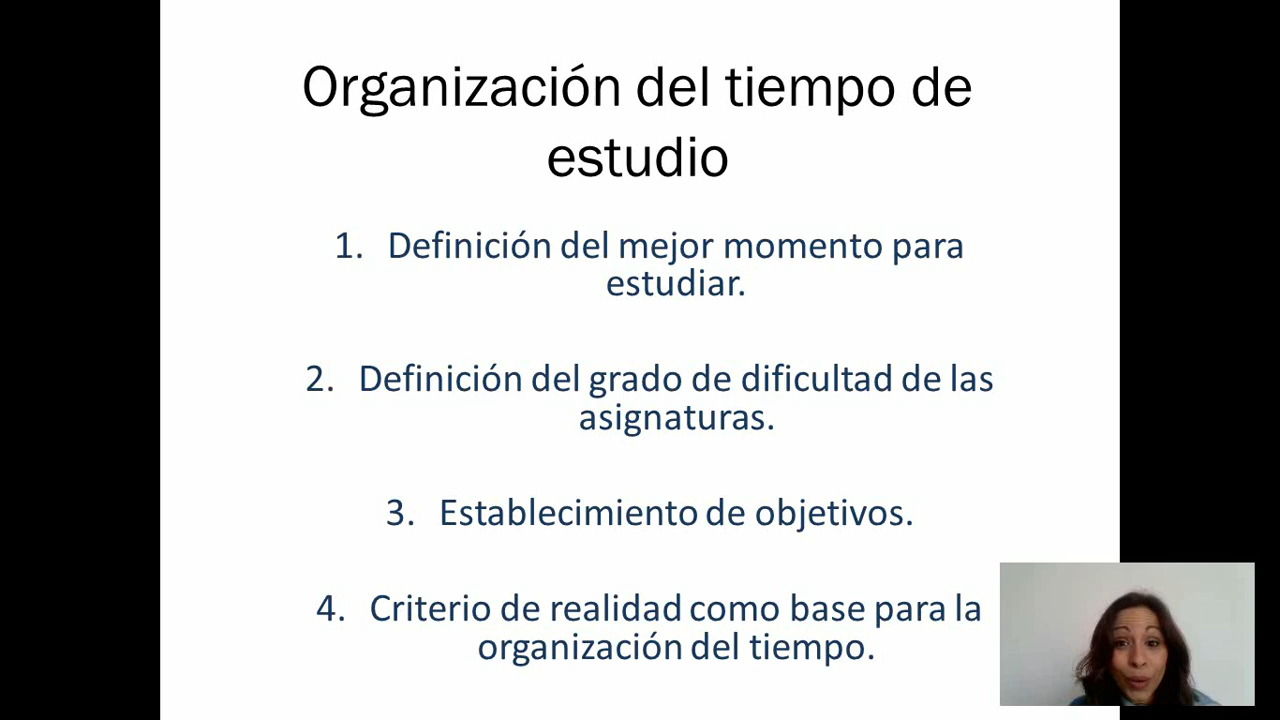 Organización del tiempo de
estudio
1. Definición del mejor momento para
estudiar.
2. Definición del grado de dificultad de las
asignaturas.
3. Establecimiento de objetivos.
4. Criterio de realidad como base para la
organización del tiempo.